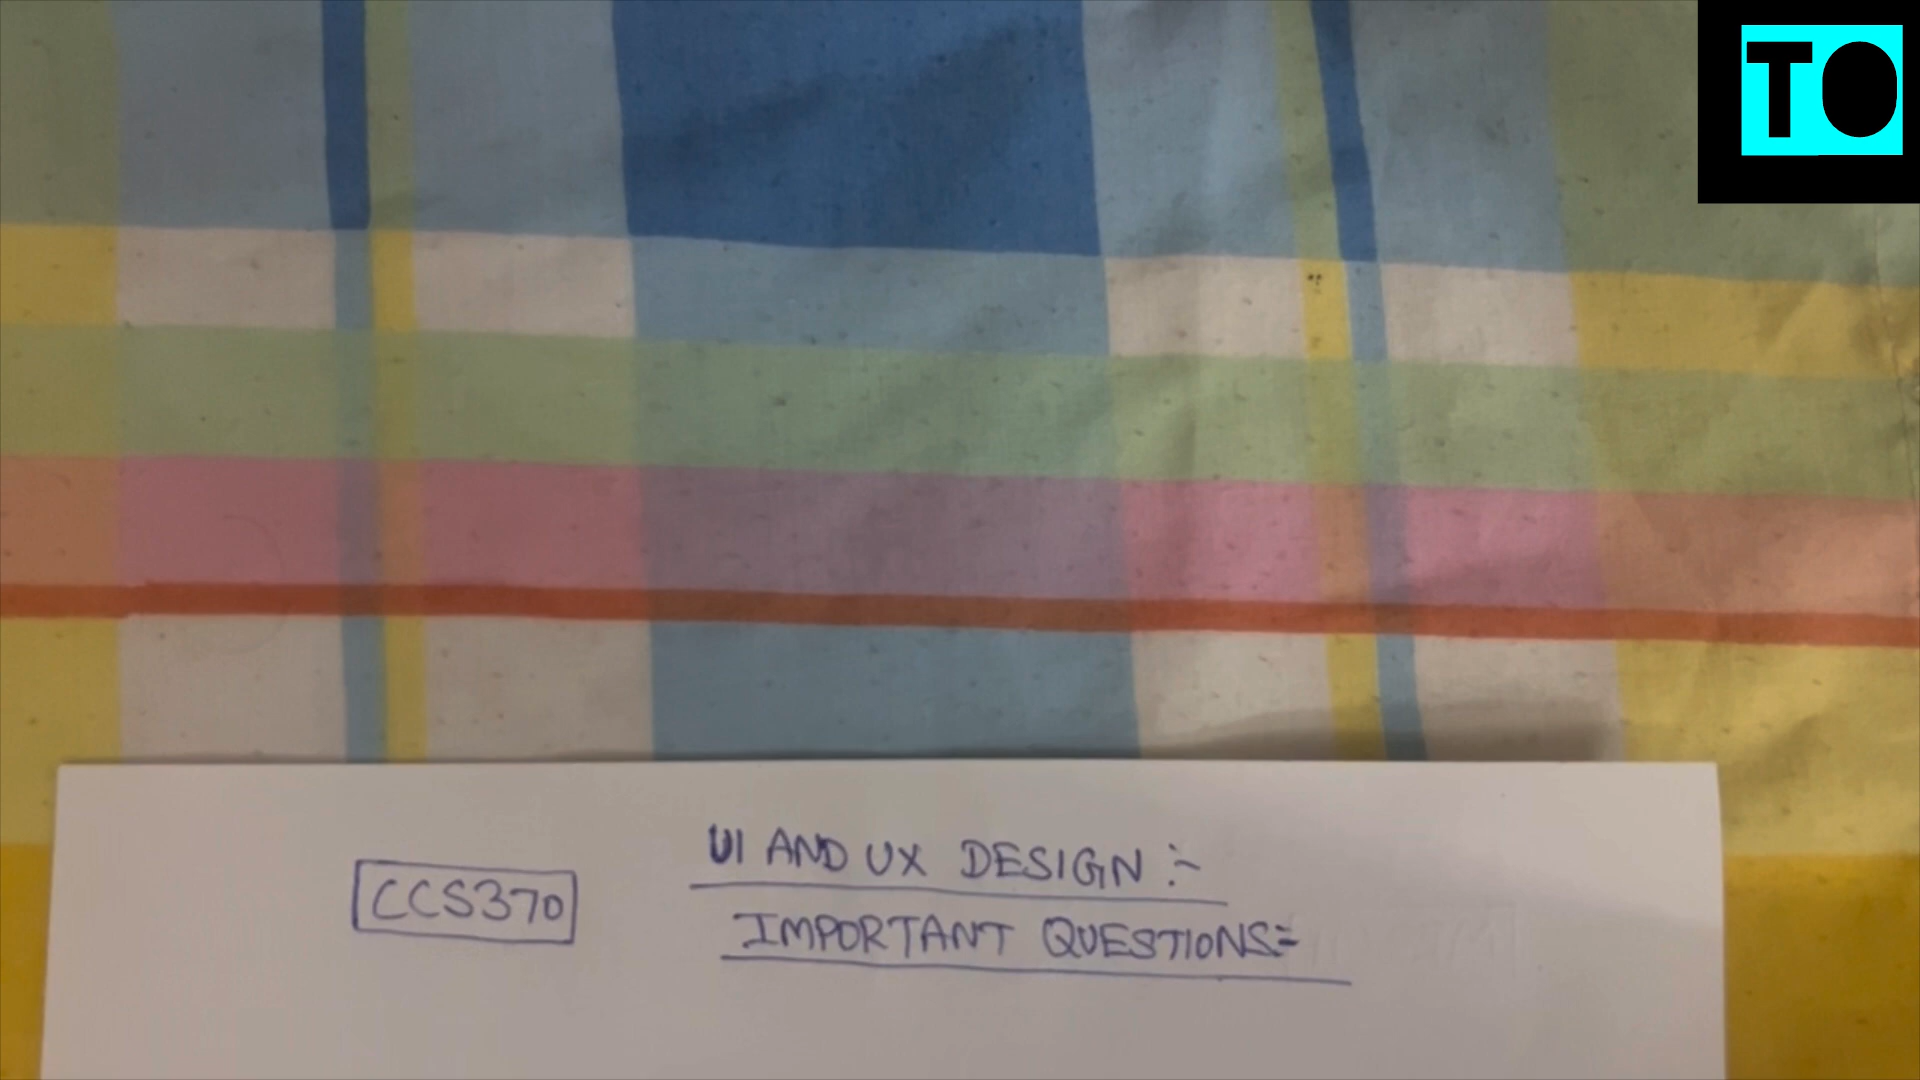 TO
UI AND UX DESIGN :-
CCS370
IMPORTANT QUESTIONS:-